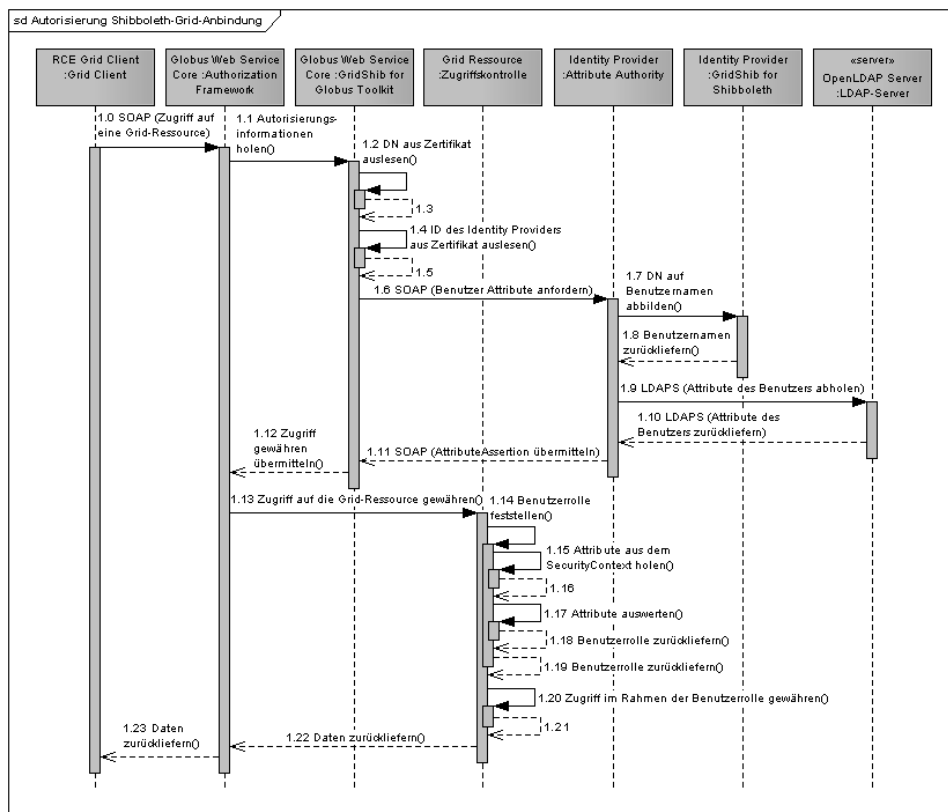 sd Autorisierung Shibboleth-Grid-Anbindung
RCE Grid Client
:Grid Client
Globus Web Service
Core :Authorization
Framework
Globus Web Service
Core :GridShib for
Globus Toolkit
Grid Ressource
:Zugriffskontrolle
Identity Provider
:Attribute Authority
Identity Provider
:GridShib for
Shibboleth
«server»
OpenLDAP Server
:LDAP-Server
1.0 SOAP (Zugriff auf
eine Grid-Ressource)
1.1 Autorisierungs-
informationen
holen()
1.2 DN aus Zertifikat
auslesen()
1.3
1.4 ID des Identity Providers
aus Zertifikat auslesen()
1.5
1.6 SOAP (Benutzer Attribute anfordern)
1.7 DN auf
Benutzernamen
abbilden()
1.8 Benutzernamen
zurückliefern()
1.9 LDAPS (Attribute des Benutzers abholen)
1.10 LDAPS (Attribute des
Benutzers zurückliefern)
1.11 SOAP (AttributeAssertion übermitteln)
1.12 Zugriff
gewähren
übermitteln()
1.13 Zugriff auf die Grid-Ressource gewähren()
1.14 Benutzerrolle
feststellen()
1.15 Attribute aus dem
SecurityContext holen()
1.16
1.17 Attribute auswerten()
1.18 Benutzerrolle zurückliefern()
1.19 Benutzerrolle zurückliefern()
1.20 Zugriff im Rahmen der Benutzerrolle gewähren()
1.21
1.22 Daten zurückliefern()
1.23 Daten
zurückliefern()